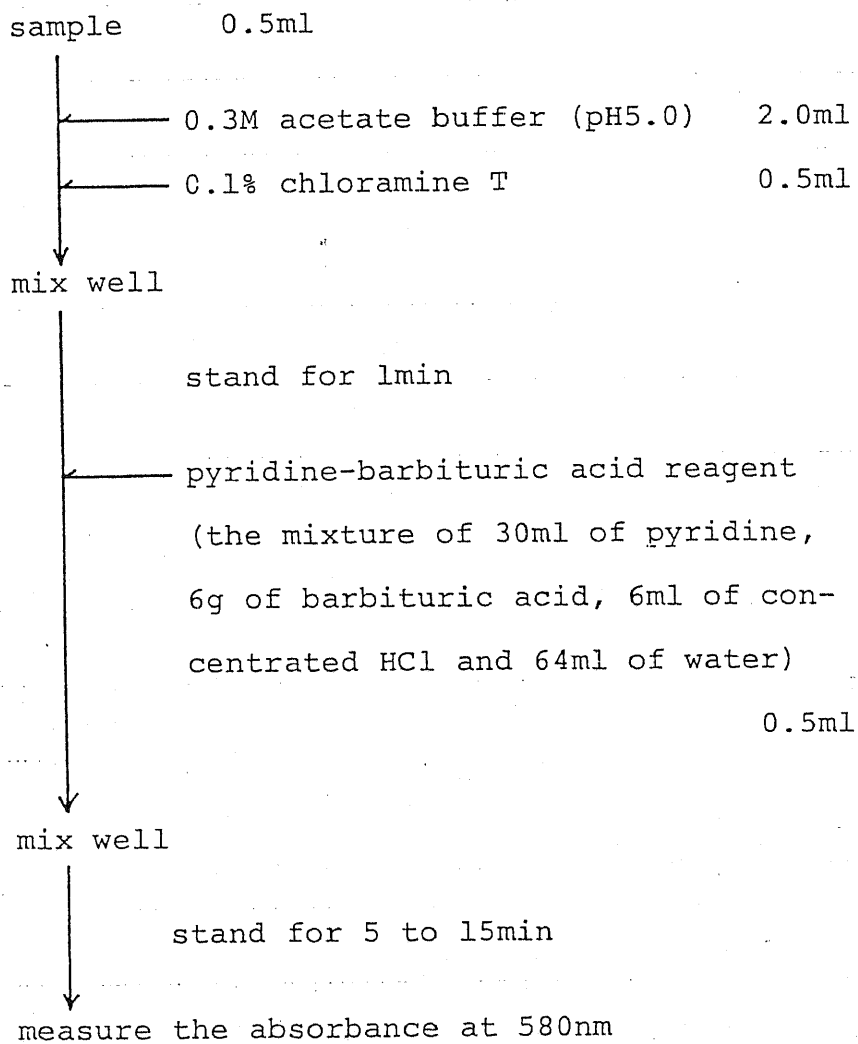 sample 0.5ml
0.3M acetate buffer (pH5.0) 2.0ml
0.1% chloramine T 0.5ml
mix well
stand for 1min
pyridine-barbituric acid reagent
(the mixture of 30ml of pyridine,
6g of barbituric acid, 6ml of con-
centrated HCl and 64ml of water)
0.5ml
mix well
stand for 5 to 15min
measure the absorbance at 580nm